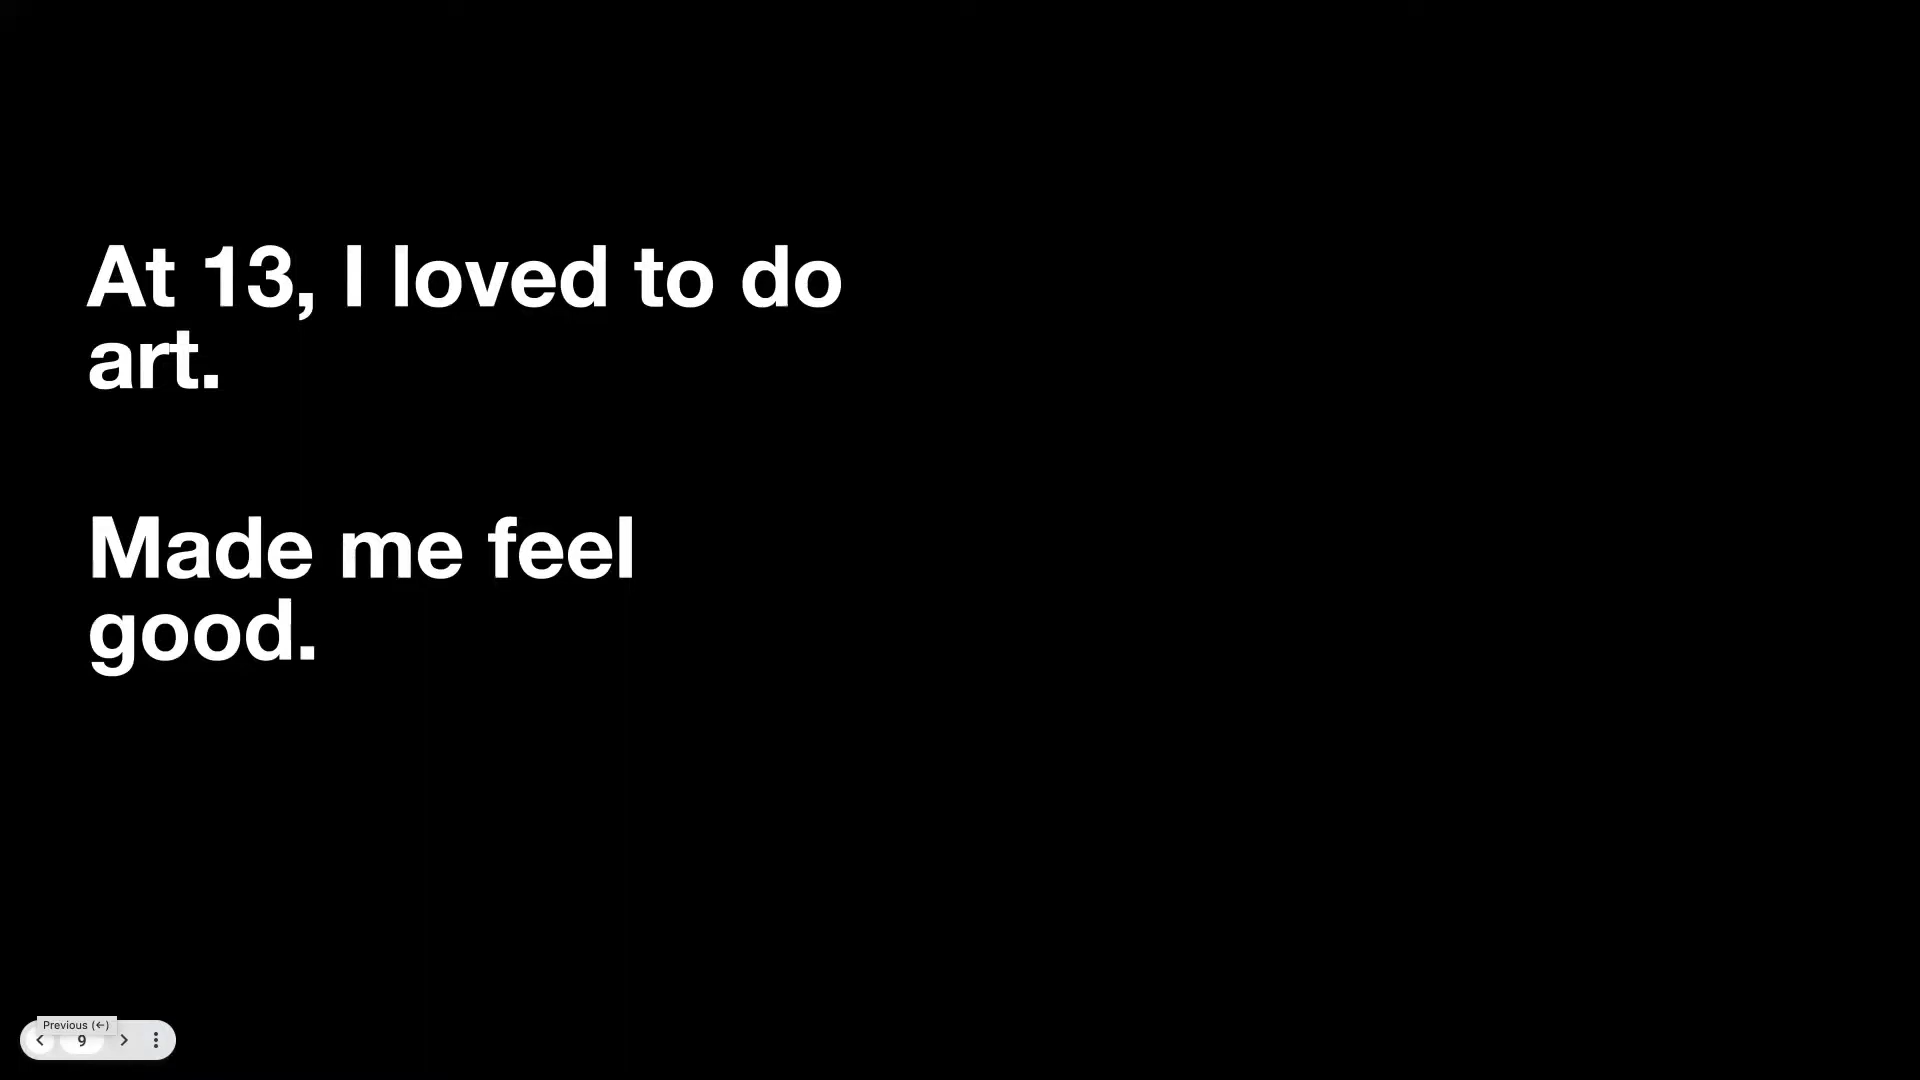 At 13, I loved to do
art.
Made me feel
good.
Previous (←)
9